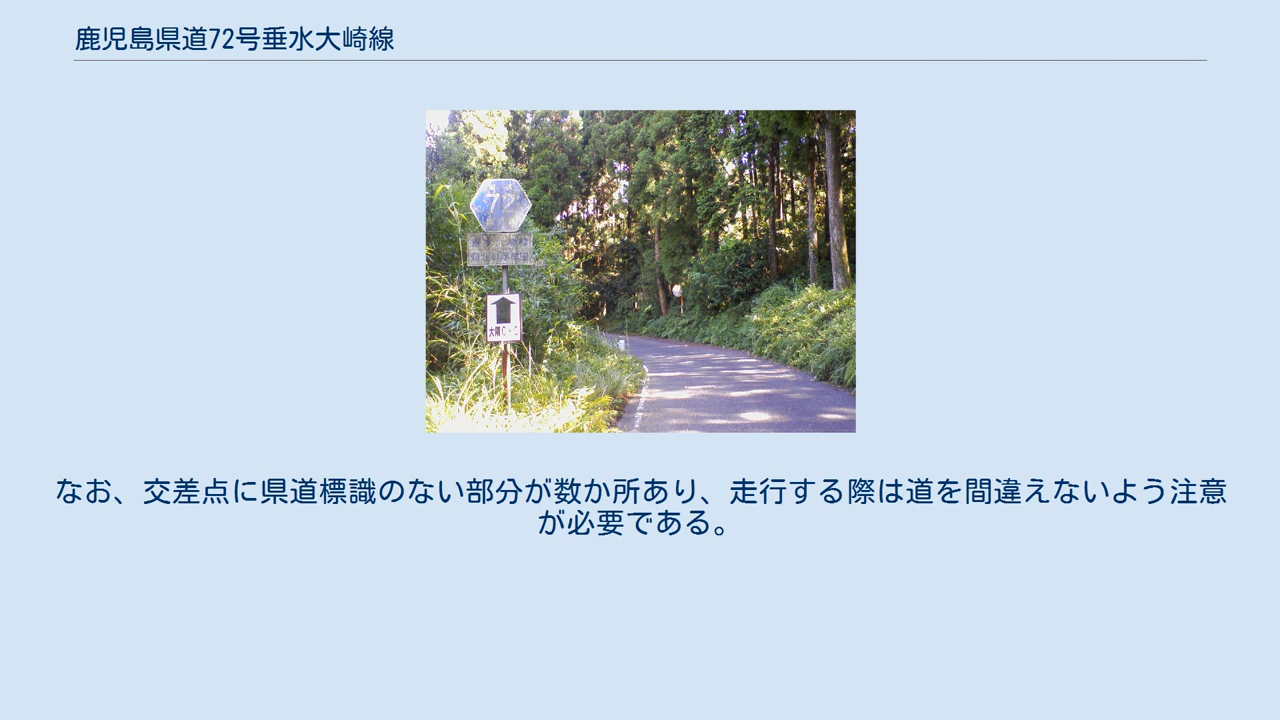 鹿児島県道72号垂水大崎線
72
大隅C・C
なお、交差点に県道標識のない部分が数か所あり、走行する際は道を間違えないよう注意
が必要である。